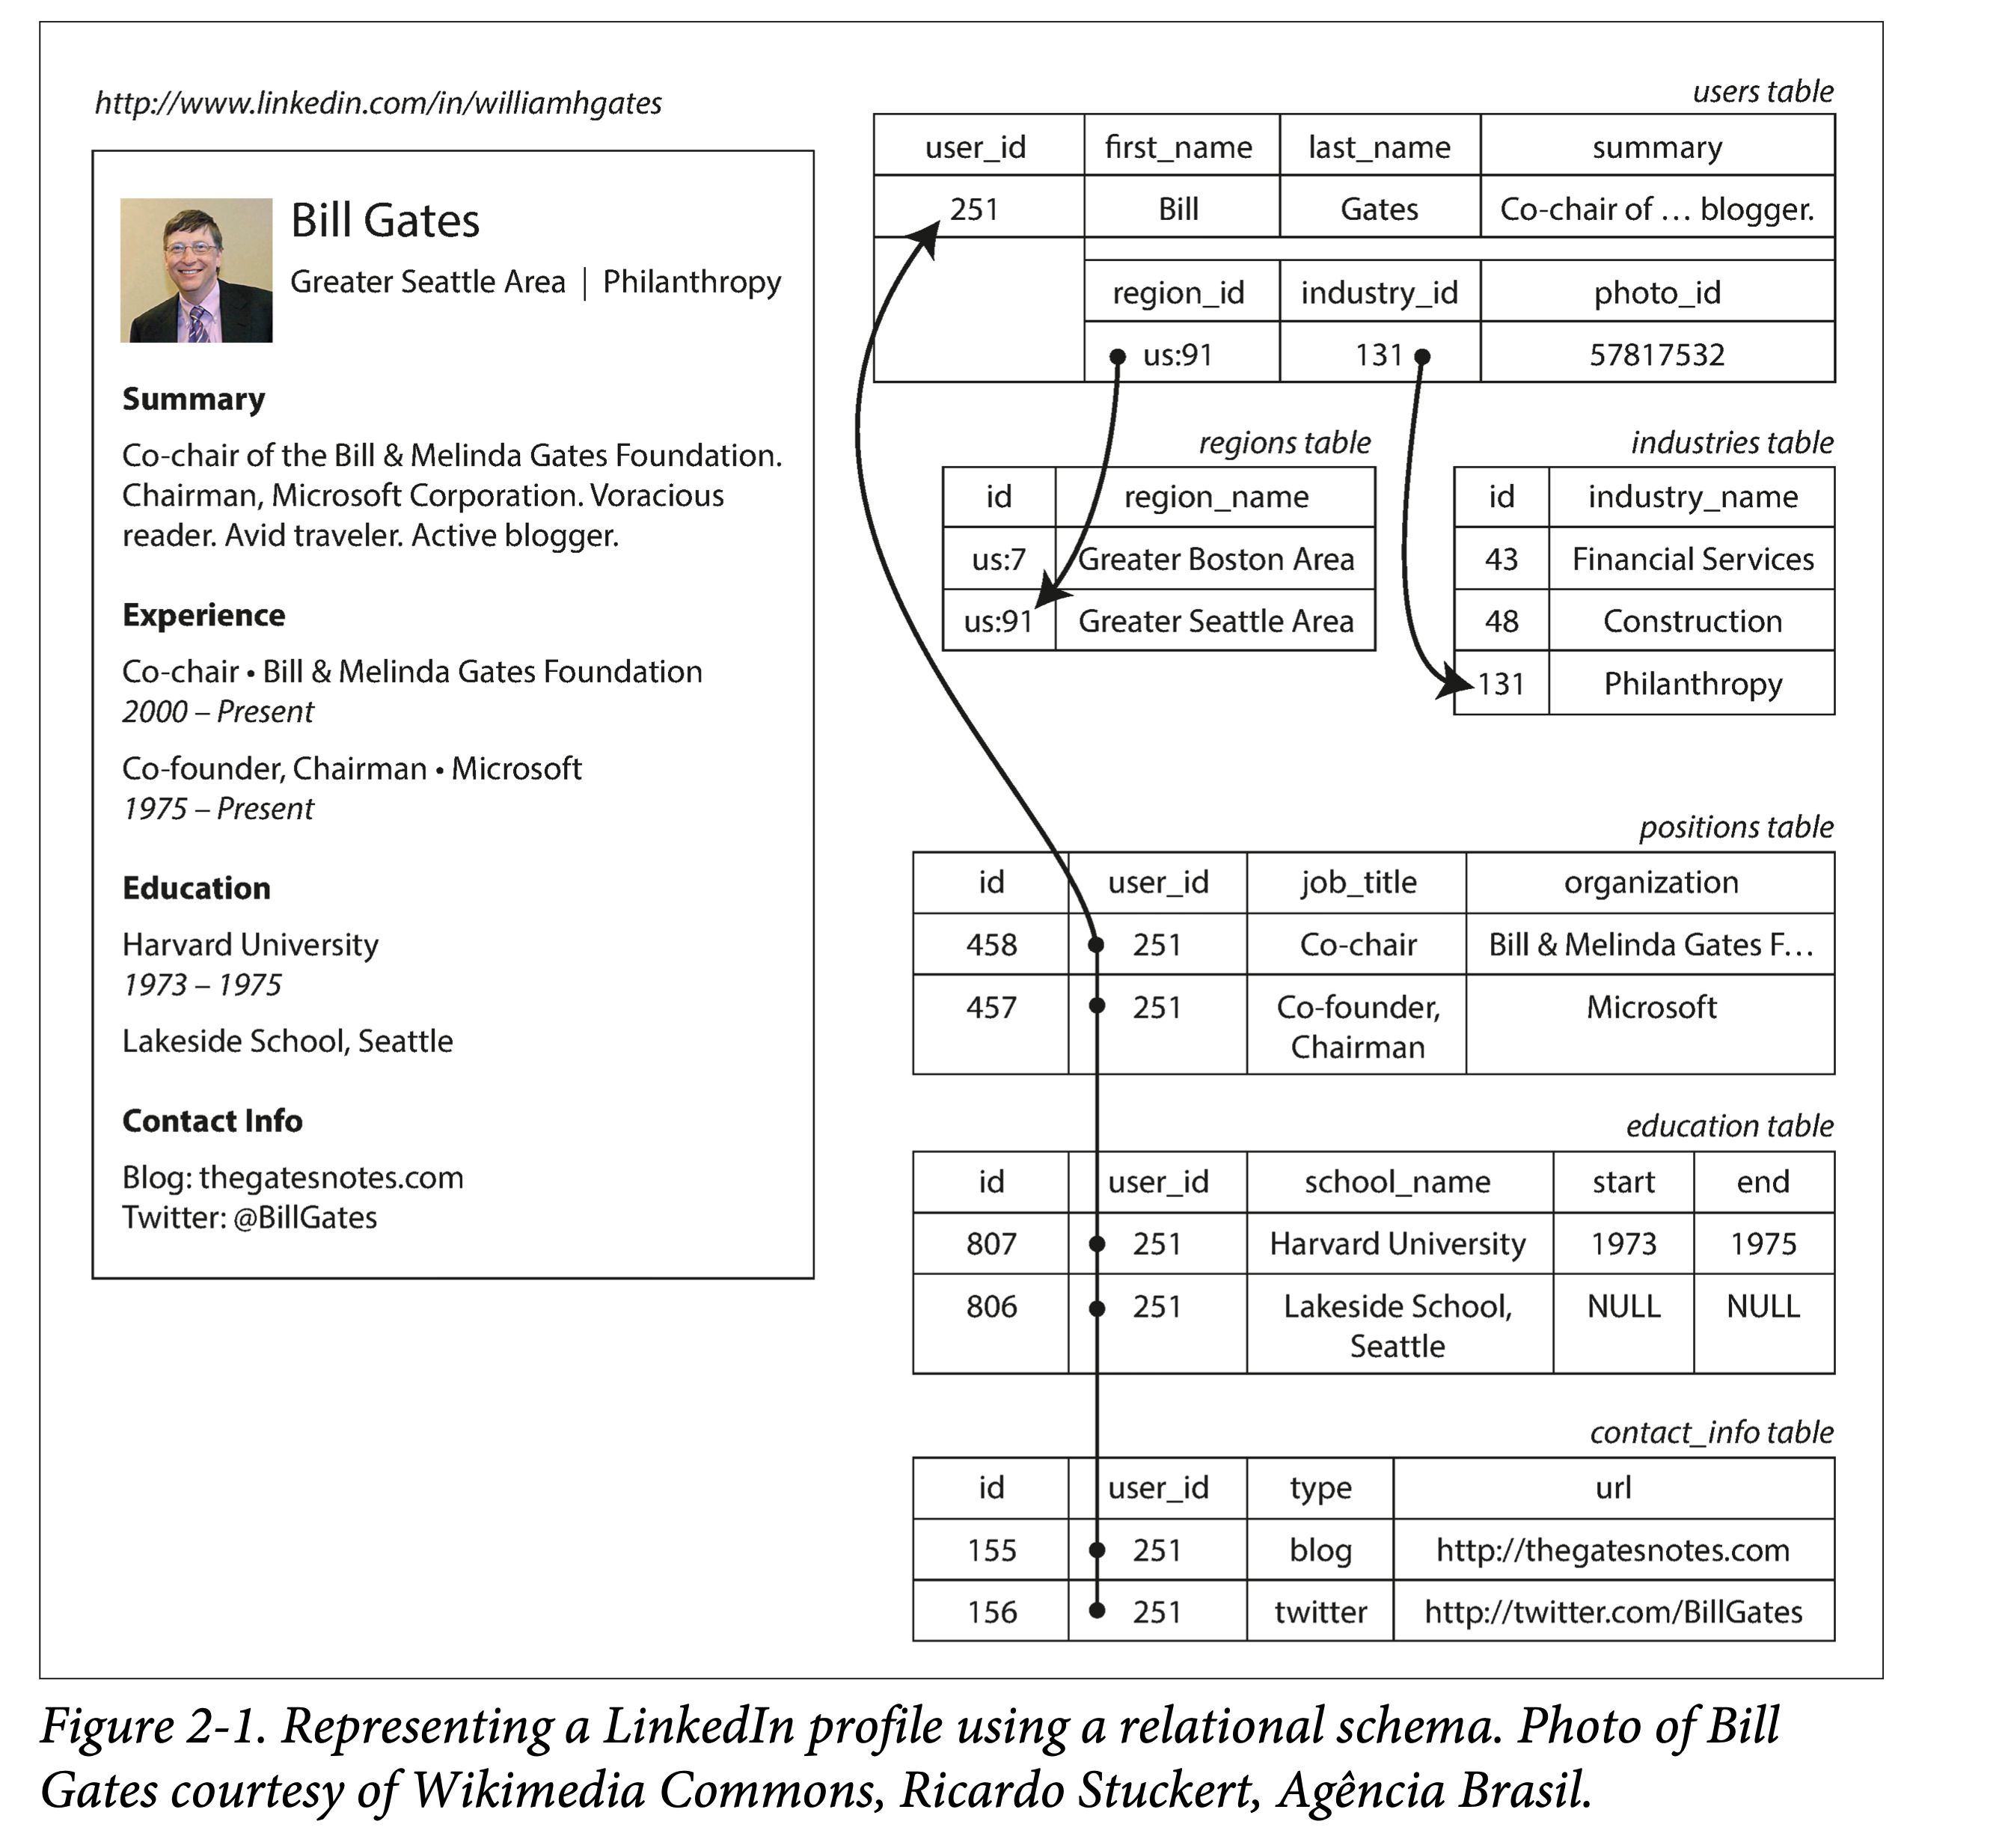 http://www.linkedin.com/in/williamhgates
Bill Gates
Greater Seattle Area | Philanthropy
Summary
Co-chair of the Bill & Melinda Gates Foundation.
Chairman, Microsoft Corporation. Voracious
reader. Avid traveler. Active blogger.
Experience
Co-chair • Bill & Melinda Gates Foundation
2000 – Present
Co-founder, Chairman • Microsoft
1975 – Present
Education
Harvard University
1973 – 1975
Lakeside School, Seattle
Contact Info
Blog: thegatesnotes.com
Twitter: @BillGates
users table
user_id first_name last_name summary
251 Bill Gates Co-chair of … blogger.
region_id industry_id photo_id
us:91 131 57817532
regions table
id region_name
us:7 Greater Boston Area
us:91 Greater Seattle Area
industries table
id industry_name
43 Financial Services
48 Construction
131 Philanthropy
positions table
id user_id job_title organization
458 251 Co-chair Bill & Melinda Gates F…
457 251 Co-founder, Microsoft
Chairman
education table
id user_id school_name start end
807 251 Harvard University 1973 1975
806 251 Lakeside School, NULL NULL
Seattle
contact_info table
id user_id type url
155 251 blog http://thegatesnotes.com
156 251 twitter http://twitter.com/BillGates
Figure 2-1. Representing a LinkedIn profile using a relational schema. Photo of Bill
Gates courtesy of Wikimedia Commons, Ricardo Stuckert, Agência Brasil.